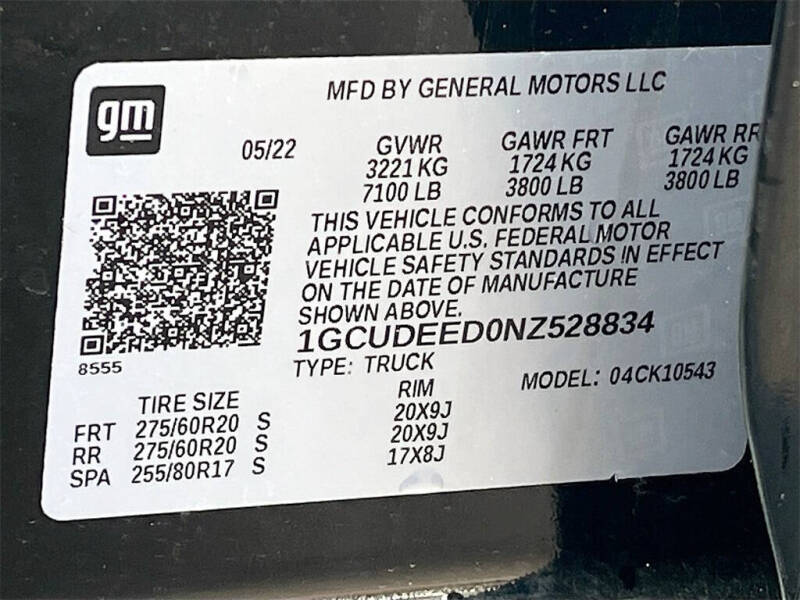 gm
MFD BY GENERAL MOTORS LLC
05/22 GVWR GAWR FRT GAWR RR
3221 KG 1724 KG 1724 KG
7100 LB 3800 LB 3800 LB
THIS VEHICLE CONFORMS TO ALL
APPLICABLE U.S. FEDERAL MOTOR
VEHICLE SAFETY STANDARDS IN EFFECT
ON THE DATE OF MANUFACTURE
SHOWN ABOVE.
1GCUDEED0NZ528834
8555
TYPE: TRUCK MODEL: 04CK10543
TIRE SIZE RIM
FRT 275/60R20 S 20X9J
RR 275/60R20 S 20X9J
SPA 255/80R17 S 17X8J